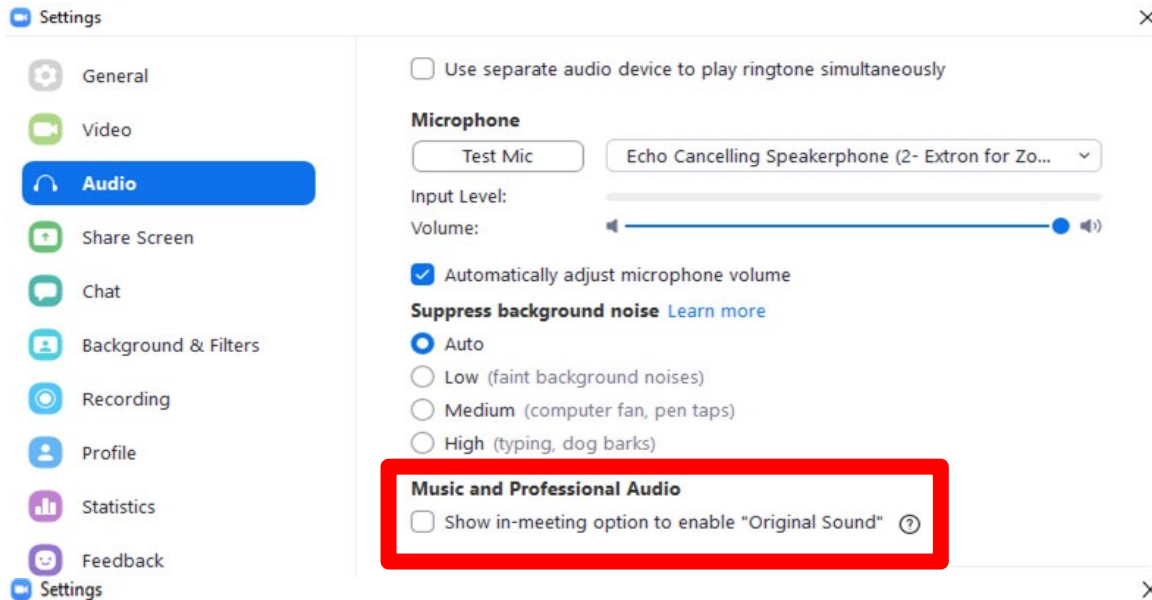 Settings
General
Video
Audio
Share Screen
Chat
Background & Filters
Recording
Profile
Statistics
Feedback
Use separate audio device to play ringtone simultaneously
Microphone
Test Mic
Echo Cancelling Speakerphone (2- Extron for Zo...
Input Level:
Volume:
Automatically adjust microphone volume
Suppress background noise Learn more
Auto
Low (faint background noises)
Medium (computer fan, pen taps)
High (typing, dog barks)
Music and Professional Audio
Show in-meeting option to enable "Original Sound" ?
Settings